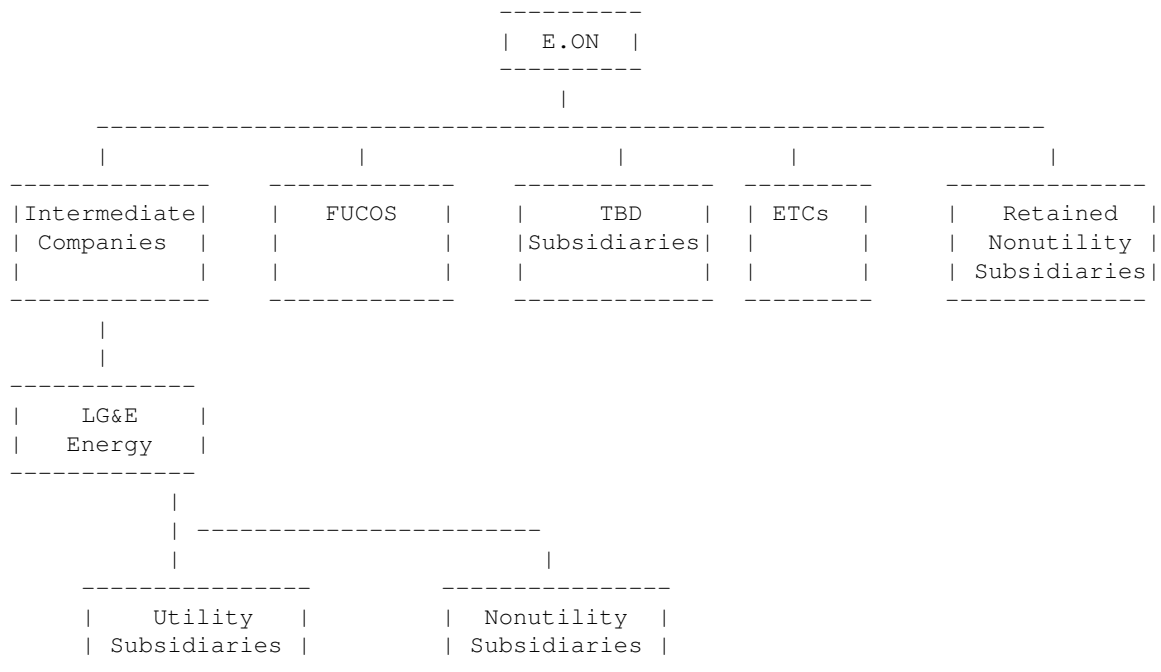 E.ON
Intermediate FUCOS TBD ETCs Retained
Companies Subsidiaries Nonutility
Subsidiaries
LG&E
Energy
Utility Nonutility
Subsidiaries Subsidiaries